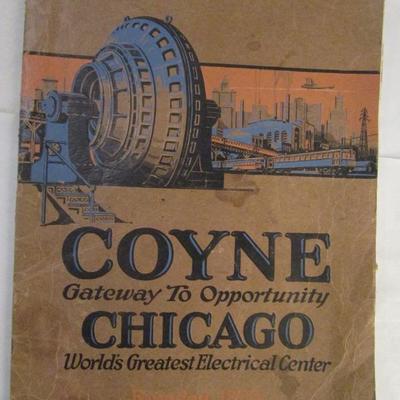 COYNE
Gateway To Opportunity
CHICAGO
World's Greatest Electrical Center